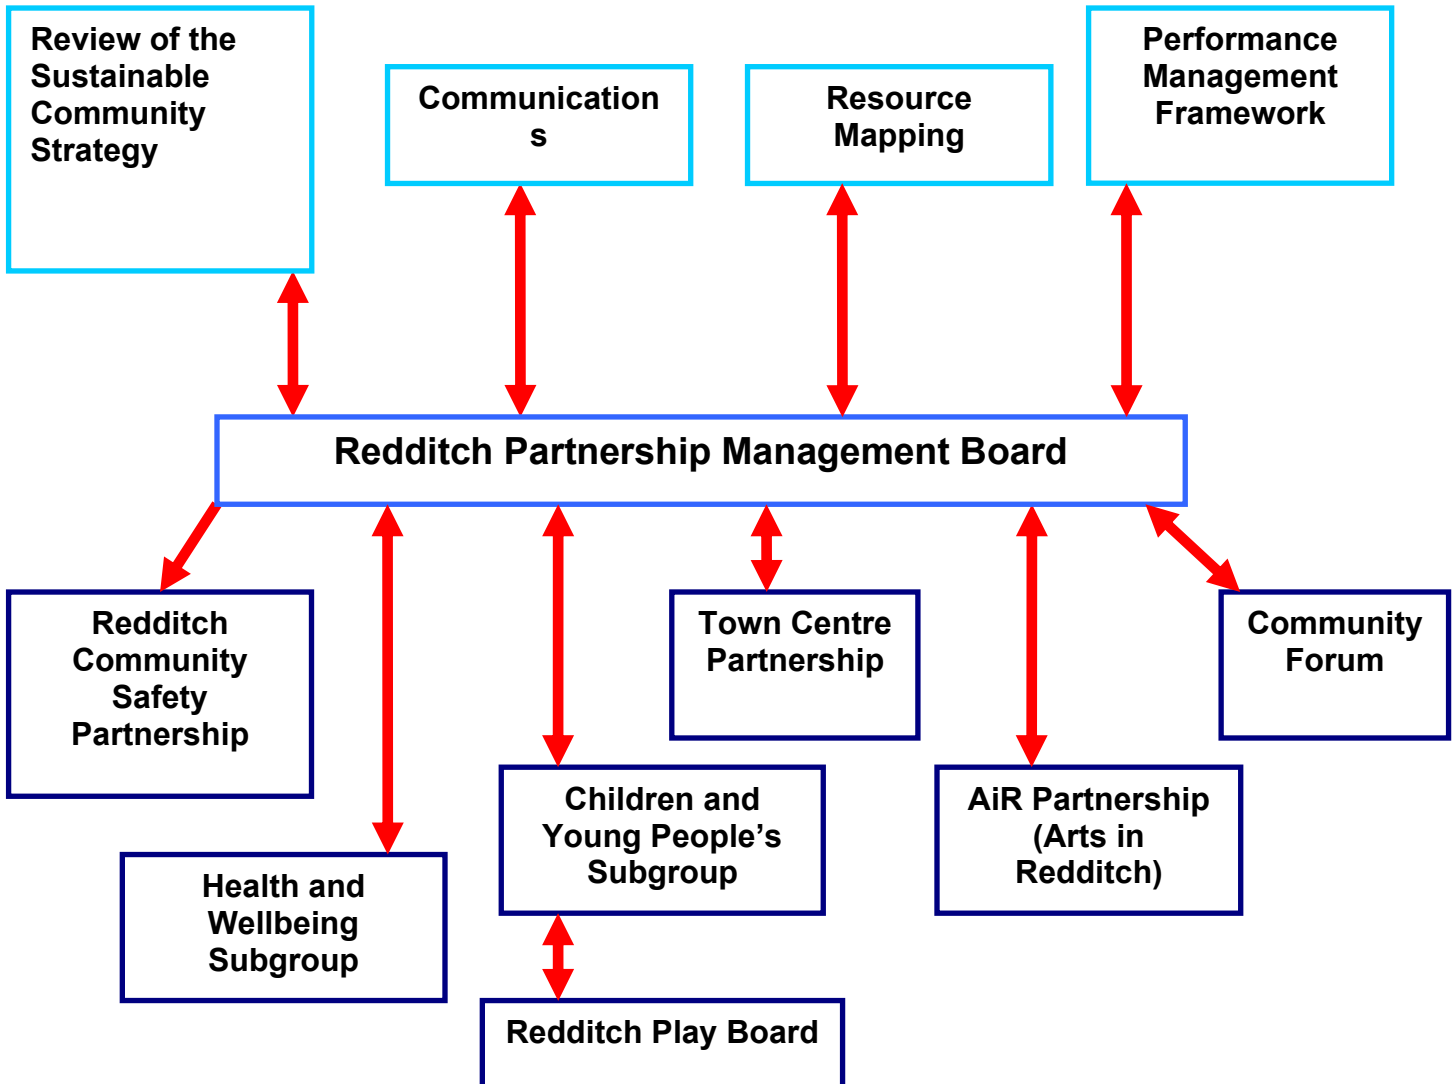 Review of the
Sustainable
Community
Strategy
Communication
s
Resource
Mapping
Performance
Management
Framework
Redditch Partnership Management Board
Redditch
Community
Safety
Partnership
Town Centre
Partnership
Community
Forum
Children and
Young People’s
Subgroup
AiR Partnership
(Arts in
Redditch)
Health and
Wellbeing
Subgroup
Redditch Play Board